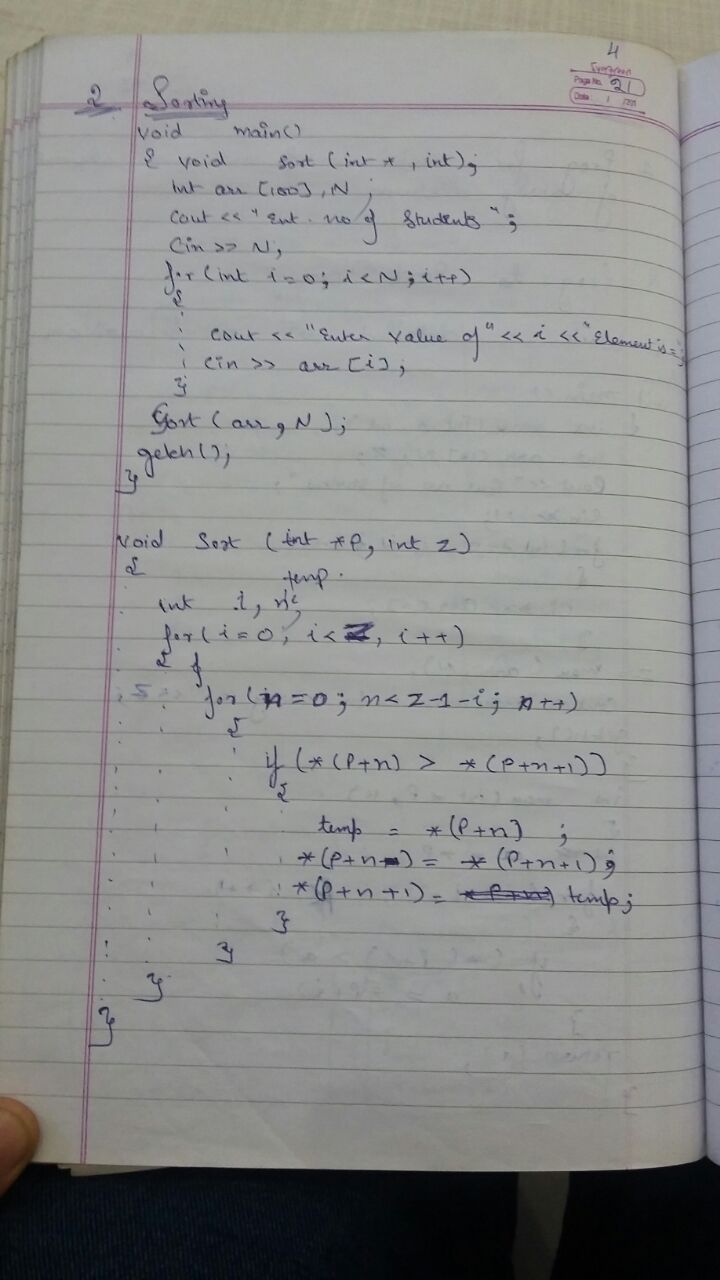 4
Evergreen
Page No. 21
Date: / /201
2 Sorting
void main()
{ void sort (int *, int);
int arr [100], N ;
cout << "Ent. no of Students" ;
Cin >> N;
for (int i=0; i<N; i++)
{
cout << "Enter value of" << i << "Element is =";
Cin >> arr [i];
}
Sort (arr, N);
getch();
}
void Sort (int *P, int Z)
{
temp.
int i, n;
for (i=0; i<Z, i++)
{
for (n=0; n<Z-1-i; n++)
{
if (*(P+n) > *(P+n+1))
{
temp = *(P+n) ;
*(P+n) = *(P+n+1);
*(P+n+1) = temp;
}
}
}
}